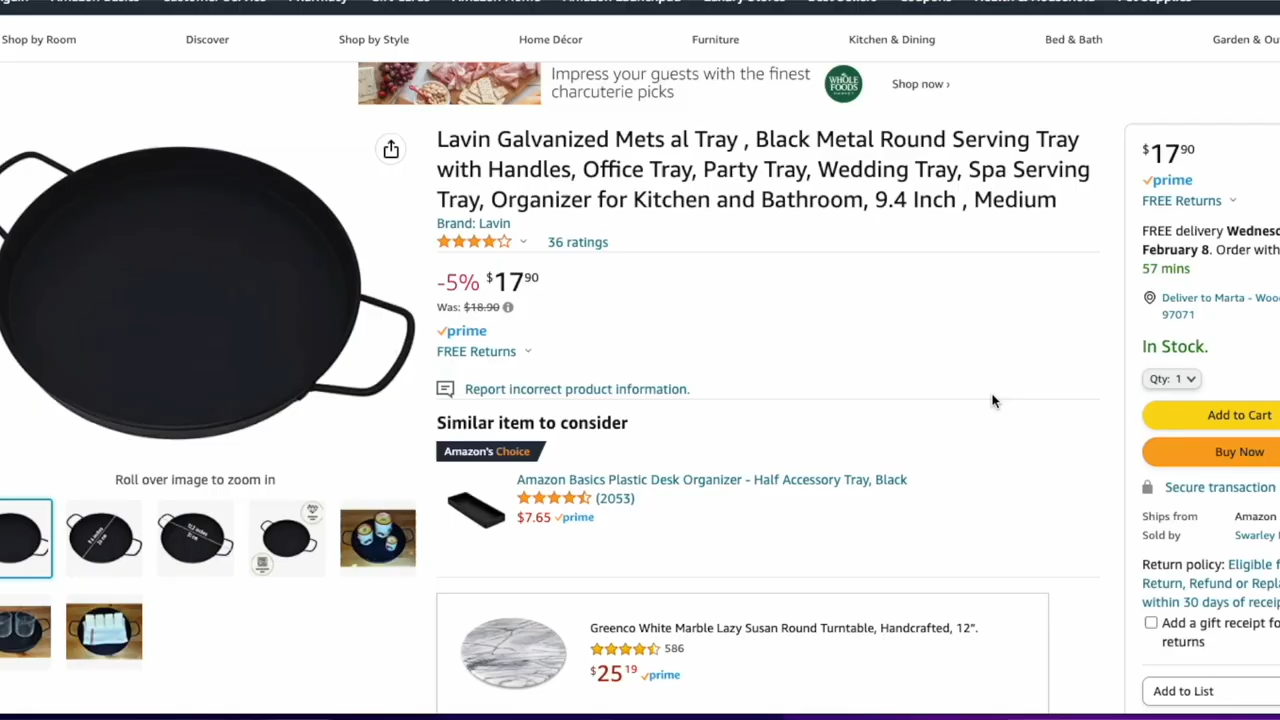 Shop by Room Discover Shop by Style Home Décor Furniture Kitchen & Dining Bed & Bath Garden &
Impress your guests with the finest
charcuterie picks
WHOLE
FOODS
MARKET
Shop now ›
Lavin Galvanized Mets al Tray , Black Metal Round Serving Tray
with Handles, Office Tray, Party Tray, Wedding Tray, Spa Serving
Tray, Organizer for Kitchen and Bathroom, 9.4 Inch , Medium
Brand: Lavin
36 ratings
-5% $17 90
Was: $18.90
prime
FREE Returns
Report incorrect product information.
Similar item to consider
Amazon's Choice
Amazon Basics Plastic Desk Organizer - Half Accessory Tray, Black
(2053)
$7.65 prime
Greenco White Marble Lazy Susan Round Turntable, Handcrafted, 12”.
586
$25 19 prime
Roll over image to zoom in
$17 90
prime
FREE Returns
FREE delivery
February 8. Order with
57 mins
Deliver to Marta -
97071
In Stock.
Qty: 1
Add to Cart
Buy Now
Secure transaction
Ships from Amazon
Sold by Swarley
Return policy: Eligible
Return, Refund or
within 30 days of
Add a gift receipt
returns
Add to List